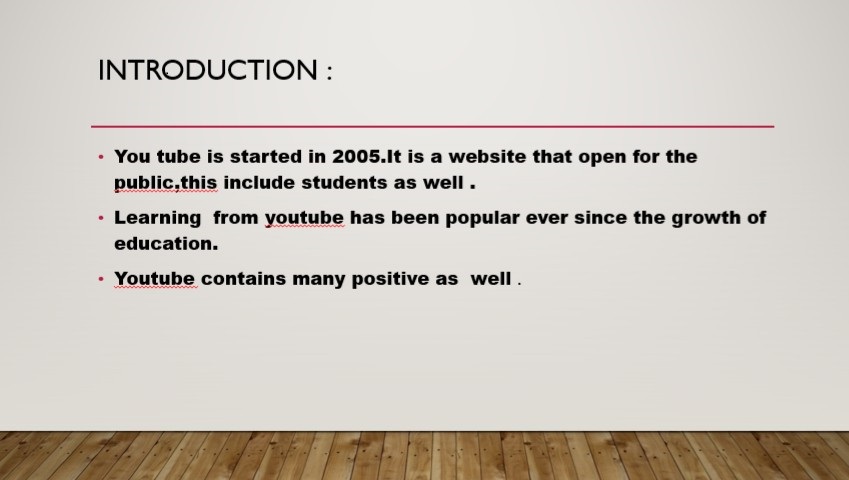 INTRODUCTION :
• You tube is started in 2005.It is a website that open for the
public,this include students as well .
• Learning  from youtube has been popular ever since the growth of
education.
• Youtube contains many positive as  well .